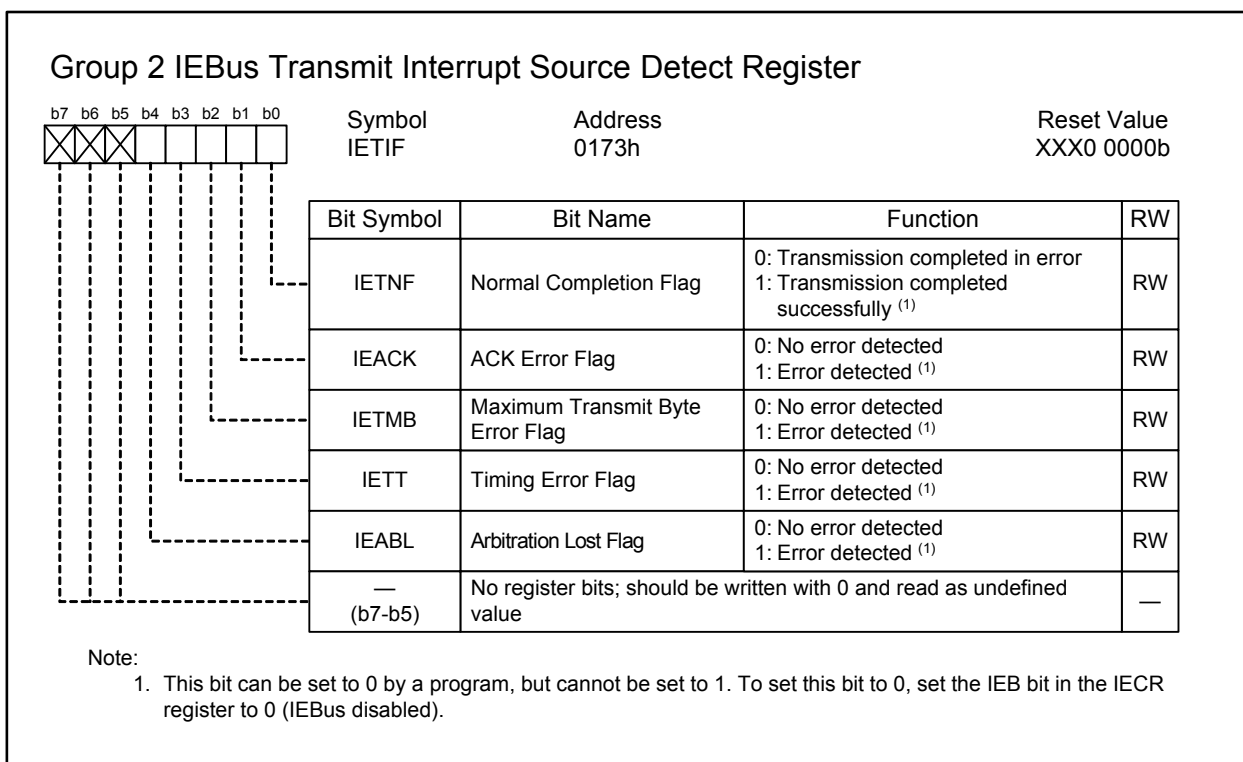 Group 2 IEBus Transmit Interrupt Source Detect Register
b7 b6 b5 b4 b3 b2 b1 b0
Symbol Address Reset Value
IETIF 0173h XXX0 0000b
Bit Symbol Bit Name Function RW
IETNF Normal Completion Flag 0: Transmission completed in error
1: Transmission completed
successfully (1) RW
IEACK ACK Error Flag 0: No error detected
1: Error detected (1) RW
IETMB Maximum Transmit Byte
Error Flag 0: No error detected
1: Error detected (1) RW
IETT Timing Error Flag 0: No error detected
1: Error detected (1) RW
IEABL Arbitration Lost Flag 0: No error detected
1: Error detected (1) RW
—
(b7-b5) No register bits; should be written with 0 and read as undefined
value —
Note:
1. This bit can be set to 0 by a program, but cannot be set to 1. To set this bit to 0, set the IEB bit in the IECR
register to 0 (IEBus disabled).